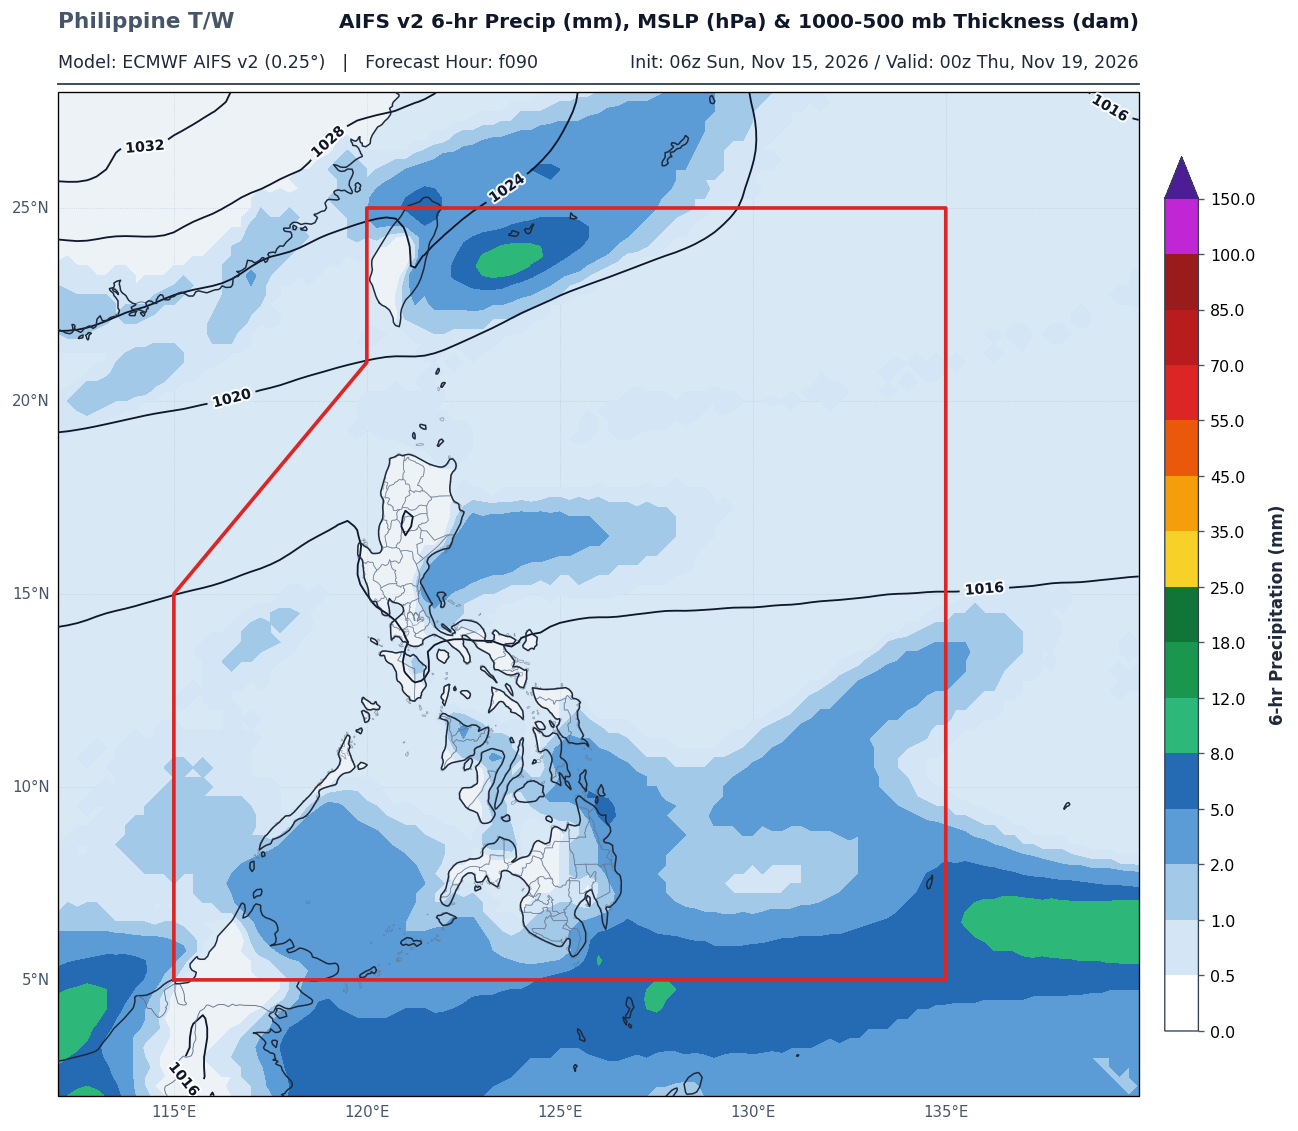 Philippine T/W
AIFS v2 6-hr Precip (mm), MSLP (hPa) & 1000-500 mb Thickness (dam)
Model: ECMWF AIFS v2 (0.25°) | Forecast Hour: f090
Init: 06z Sun, Nov 15, 2026 / Valid: 00z Thu, Nov 19, 2026
1016
1032
1028
1024
1020
1016
1016
25°N
20°N
15°N
10°N
5°N
115°E
120°E
125°E
130°E
135°E
150.0
100.0
85.0
70.0
55.0
45.0
35.0
25.0
18.0
12.0
8.0
5.0
2.0
1.0
0.5
0.0
6-hr Precipitation (mm)